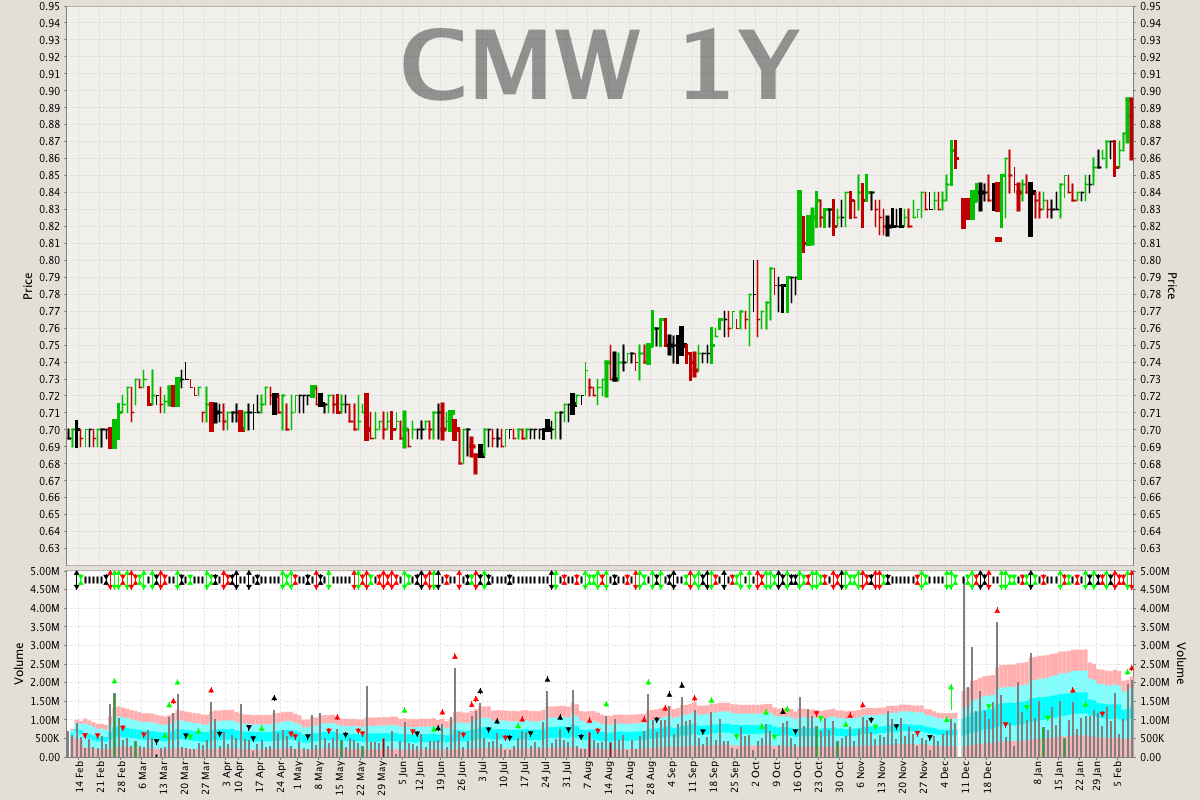 CMW 1Y
0.95
0.94
0.93
0.92
0.91
0.90
0.89
0.88
0.87
0.86
0.85
0.84
0.83
0.82
0.81
0.80
0.79
0.78
0.77
0.76
0.75
0.74
0.73
0.72
0.71
0.70
0.69
0.68
0.67
0.66
0.65
0.64
0.63
Price
0.95
0.94
0.93
0.92
0.91
0.90
0.89
0.88
0.87
0.86
0.85
0.84
0.83
0.82
0.81
0.80
0.79
0.78
0.77
0.76
0.75
0.74
0.73
0.72
0.71
0.70
0.69
0.68
0.67
0.66
0.65
0.64
0.63
Price
5.00M
4.50M
4.00M
3.50M
3.00M
2.50M
2.00M
1.50M
1.00M
500K
0.00
Volume
5.00M
4.50M
4.00M
3.50M
3.00M
2.50M
2.00M
1.50M
1.00M
500K
0.00
Volume
14 Feb
21 Feb
28 Feb
6 Mar
13 Mar
20 Mar
27 Mar
3 Apr
10 Apr
17 Apr
24 Apr
1 May
8 May
15 May
22 May
29 May
5 Jun
12 Jun
19 Jun
26 Jun
3 Jul
10 Jul
17 Jul
24 Jul
31 Jul
7 Aug
14 Aug
21 Aug
28 Aug
4 Sep
11 Sep
18 Sep
25 Sep
2 Oct
9 Oct
16 Oct
23 Oct
30 Oct
6 Nov
13 Nov
20 Nov
27 Nov
4 Dec
11 Dec
18 Dec
8 Jan
15 Jan
22 Jan
29 Jan
5 Feb